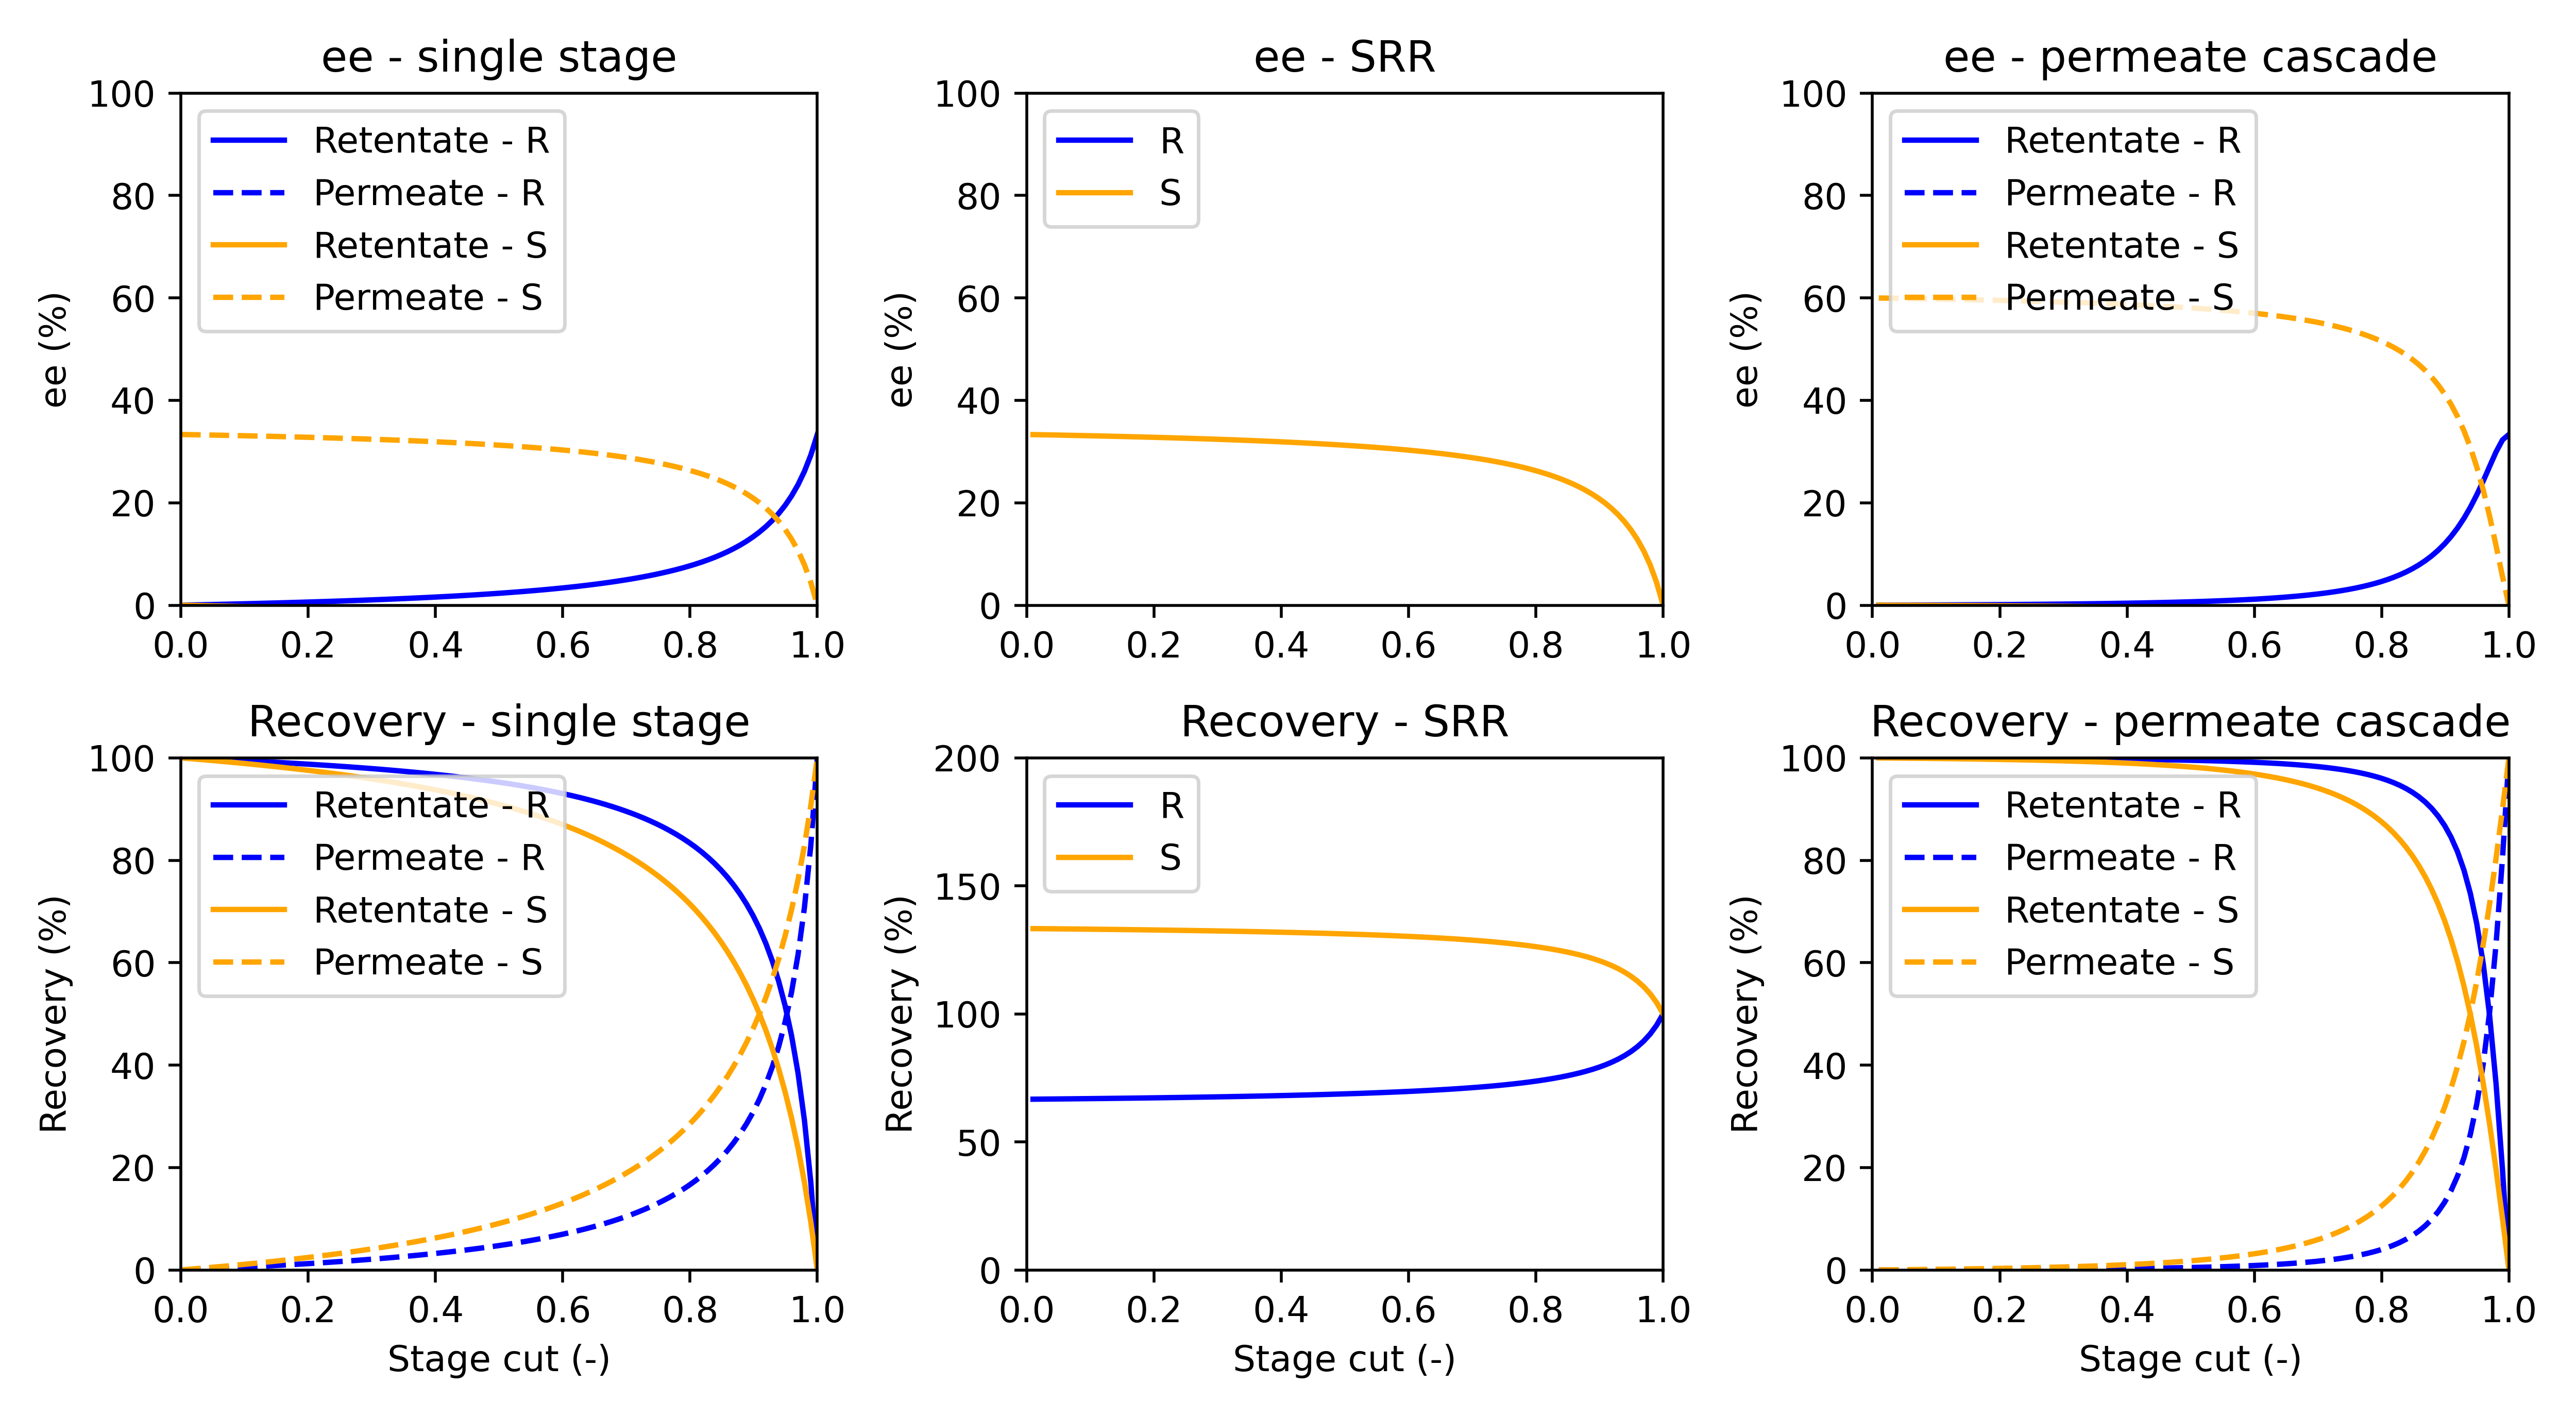 ee - single stage
100
80
60
40
20
0
ee (%)
Retentate - R
Permeate - R
Retentate - S
Permeate - S
0.0 0.2 0.4 0.6 0.8 1.0
ee - SRR
100
80
60
40
20
0
ee (%)
R
S
0.0 0.2 0.4 0.6 0.8 1.0
ee - permeate cascade
100
80
60
40
20
0
ee (%)
Retentate - R
Permeate - R
Retentate - S
Permeate - S
0.0 0.2 0.4 0.6 0.8 1.0
Recovery - single stage
100
80
60
40
20
0
Recovery (%)
Retentate - R
Permeate - R
Retentate - S
Permeate - S
0.0 0.2 0.4 0.6 0.8 1.0
Stage cut (-)
Recovery - SRR
200
150
100
50
0
Recovery (%)
R
S
0.0 0.2 0.4 0.6 0.8 1.0
Stage cut (-)
Recovery - permeate cascade
100
80
60
40
20
0
Recovery (%)
Retentate - R
Permeate - R
Retentate - S
Permeate - S
0.0 0.2 0.4 0.6 0.8 1.0
Stage cut (-)